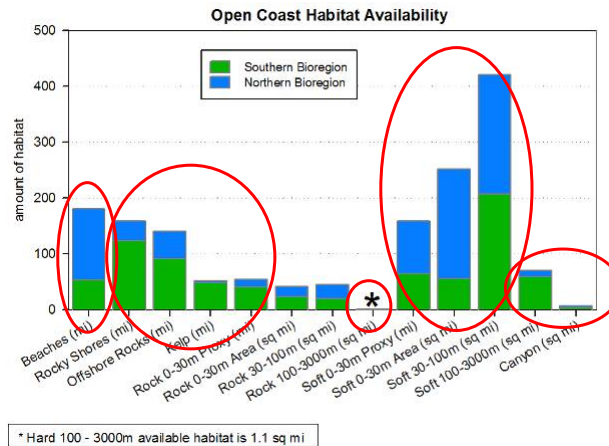 Open Coast Habitat Availability
500
400
300
200
100
0
amount of habitat
Southern Bioregion
Northern Bioregion
*
Beaches (mi)
Rocky Shores (mi)
Offshore Rocks (mi)
Kelp (mi)
Rock 0-30m Proxy (mi)
Rock 0-30m Area (sq mi)
Rock 30-100m (sq mi)
Rock 100-3000m (sq mi)
Soft 0-30m Proxy (mi)
Soft 0-30m Area (sq mi)
Soft 30-100m (sq mi)
Soft 100-3000m (sq mi)
Canyon (sq mi)
* Hard 100 - 3000m available habitat is 1.1 sq mi